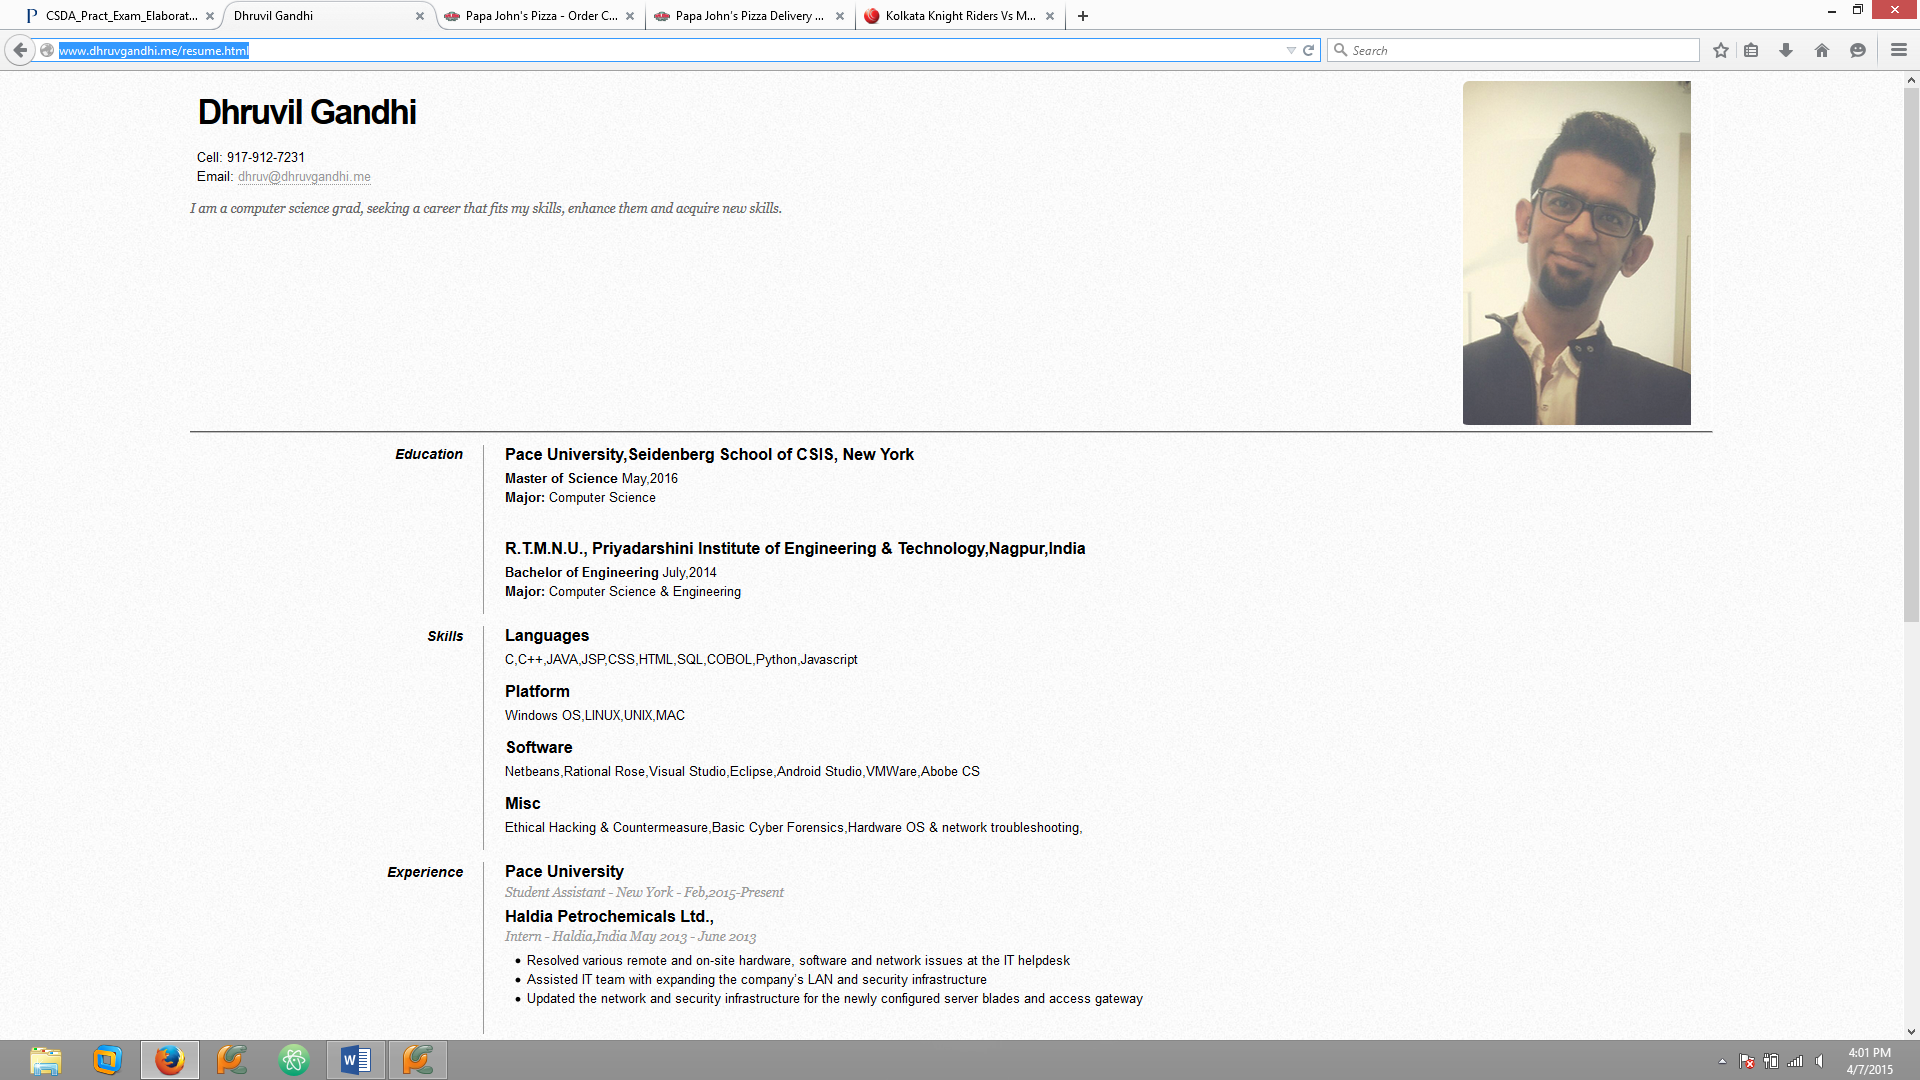 CSDA_Pract_Exam_Elaborat...
Dhruvil Gandhi
Papa John's Pizza - Order C...
Papa John's Pizza Delivery ...
Kolkata Knight Riders Vs M...
www.dhruvgandhi.me/resume.html
Search
Dhruvil Gandhi
Cell: 917-912-7231
Email: dhruv@dhruvgandhi.me
I am a computer science grad, seeking a career that fits my skills, enhance them and acquire new skills.
Education
Pace University,Seidenberg School of CSIS, New York
Master of Science May,2016
Major: Computer Science
R.T.M.N.U., Priyadarshini Institute of Engineering & Technology,Nagpur,India
Bachelor of Engineering July,2014
Major: Computer Science & Engineering
Skills
Languages
C,C++,JAVA,JSP,CSS,HTML,SQL,COBOL,Python,Javascript
Platform
Windows OS,LINUX,UNIX,MAC
Software
Netbeans,Rational Rose,Visual Studio,Eclipse,Android Studio,VMWare,Abobe CS
Misc
Ethical Hacking & Countermeasure,Basic Cyber Forensics,Hardware OS & network troubleshooting,
Experience
Pace University
Student Assistant - New York - Feb,2015-Present
Haldia Petrochemicals Ltd.,
Intern - Haldia,India May 2013 - June 2013
• Resolved various remote and on-site hardware, software and network issues at the IT helpdesk
• Assisted IT team with expanding the company's LAN and security infrastructure
• Updated the network and security infrastructure for the newly configured server blades and access gateway
4:01 PM
4/7/2015